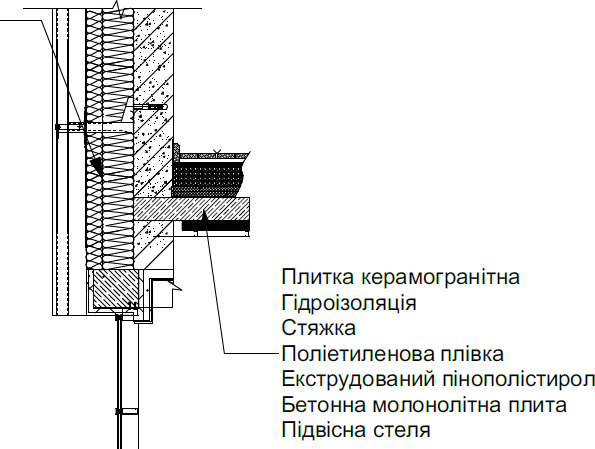 Плитка керамогранітна
Гідроізоляція
Стяжка
Поліетиленова плівка
Екструдований пінополістирол
Бетонна молонолітна плита
Підвісна стеля